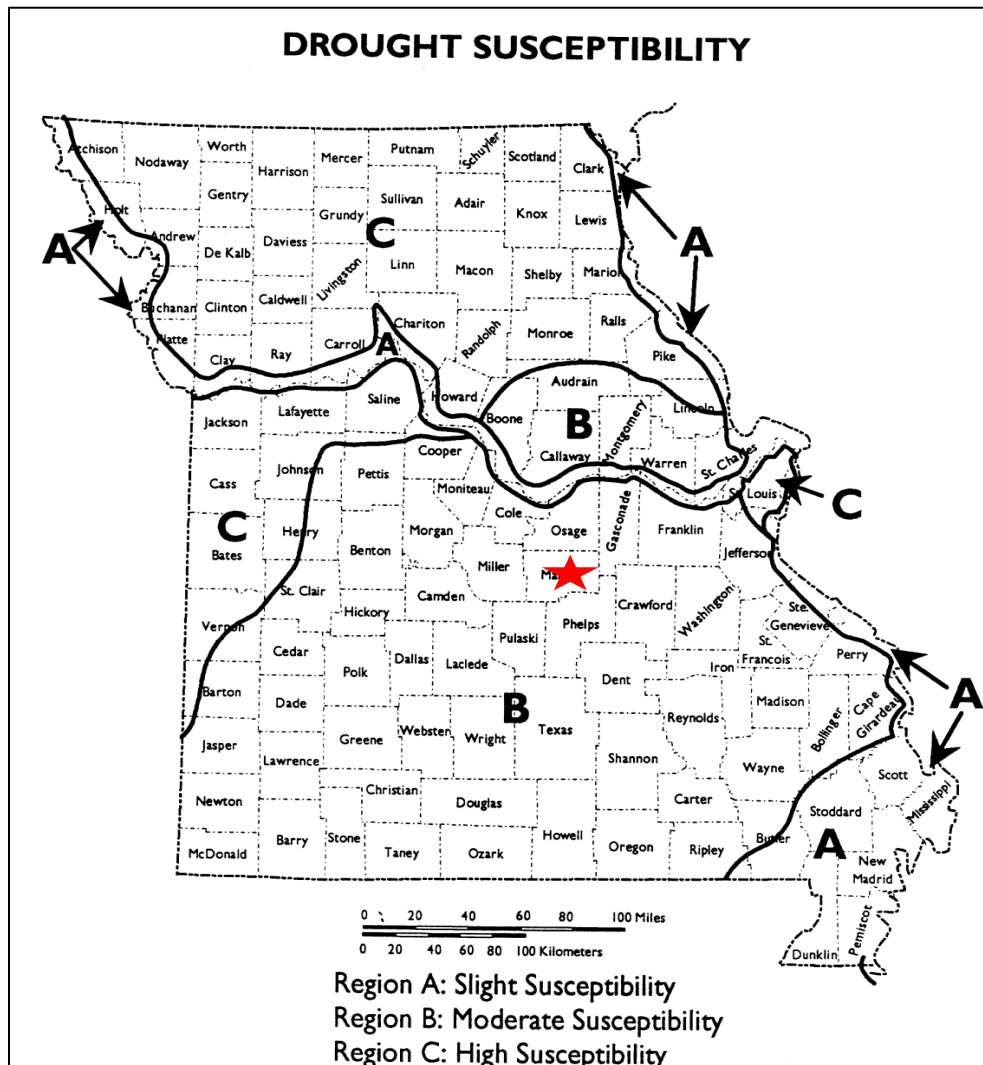 DROUGHT SUSCEPTIBILITY
Atchison
Nodaway
Worth
Gentry
Harrison
Mercer
Putnam
Schuyler
Scotland
Clark
Holt
Andrew
De Kalb
Daviess
Grundy
Sullivan
Adair
Knox
Lewis
A
A
C
Buchanan
Clinton
Caldwell
Livingston
Linn
Macon
Shelby
Marion
Platte
Clay
Ray
Carroll
A
Chariton
Randolph
Monroe
Ralls
Pike
Jackson
Lafayette
Saline
Howard
Boone
Audrain
B
Callaway
Montgomery
Lincoln
Warren
St. Charles
St. Louis
C
Cass
Johnson
Pettis
Cooper
Moniteau
Cole
Osage
Gasconade
Franklin
Jefferson
C
Bates
Henry
Benton
Morgan
Miller
Ma
Crawford
Washington
Ste.
Genevieve
St. Clair
Hickory
Camden
Pulaski
Phelps
St.
Francois
Perry
Vernon
Cedar
Polk
Dallas
Laclede
Dent
Iron
Madison
Bollinger
Cape
Girardeau
A
Barton
Dade
Greene
Webster
Wright
B
Texas
Reynolds
Jasper
Lawrence
Shannon
Wayne
Scott
Mississippi
Newton
Christian
Douglas
Carter
Stoddard
McDonald
Barry
Stone
Taney
Ozark
Howell
Oregon
Ripley
Butler
A
New
Madrid
Dunklin
Pemiscot
0 20 40 60 80 100 Miles
0 20 40 60 80 100 Kilometers
Region A: Slight Susceptibility
Region B: Moderate Susceptibility
Region C: High Susceptibility